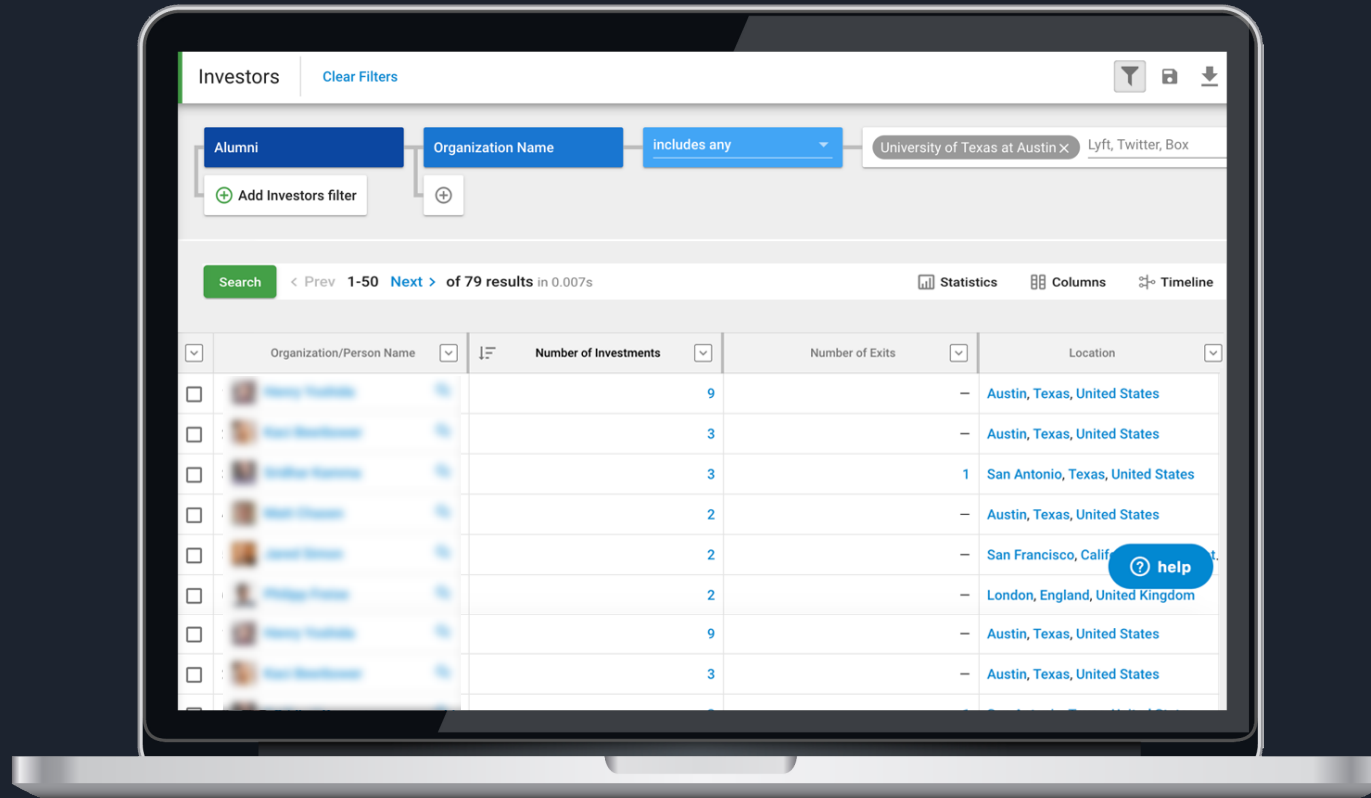 Investors Clear Filters
Alumni Organization Name includes any University of Texas at Austin Lyft, Twitter, Box
Add Investors filter
Search Prev 1-50 Next of 79 results in 0.007s Statistics Columns Timeline
Organization/Person Name Number of Investments Number of Exits Location
9 – Austin, Texas, United States
3 – Austin, Texas, United States
3 1 San Antonio, Texas, United States
2 – Austin, Texas, United States
2 – San Francisco,
help
2 – London, England, United Kingdom
9 – Austin, Texas, United States
3 – Austin, Texas, United States